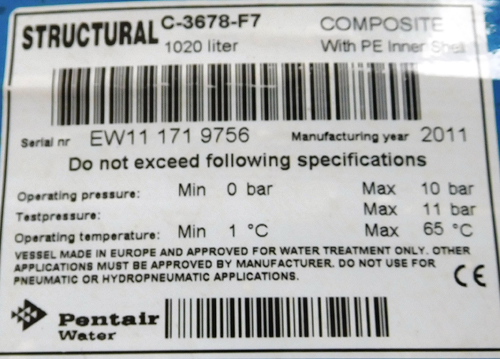 STRUCTURAL C-3678-F7 COMPOSITE
1020 liter With PE Inner Shell
Serial nr EW11 171 9756 Manufacturing year 2011
Do not exceed following specifications
Operating pressure: Min 0 bar Max 10 bar
Testpressure: Max 11 bar
Operating temperature: Min 1 °C Max 65 °C
VESSEL MADE IN EUROPE AND APPROVED FOR WATER TREATMENT ONLY. OTHER
APPLICATIONS MUST BE APPROVED BY MANUFACTURER. DO NOT USE FOR
PNEUMATIC OR HYDROPNEUMATIC APPLICATIONS.
CE
Pentair
Water